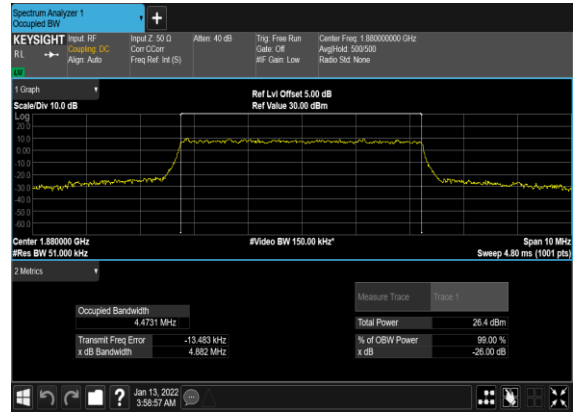 Spectrum Analyzer 1
Occupied BW
+
KEYSIGHT Input: RF Input Z: 50 Ω Atten: 40 dB Trig: Free Run Center Freq: 1.880000000 GHz
RL Coupling: DC Corr CCorr Gate: Off Avg|Hold: 500/500
Align: Auto Freq Ref: Int (S) #IF Gain: Low Radio Std: None
LW
1 Graph Ref Lvl Offset 5.00 dB
Scale/Div 10.0 dB Ref Value 30.00 dBm
Log
20.0
10.0
0.00
-10.0
-20.0
-30.0
-40.0
-50.0
-60.0
Center 1.880000 GHz #Video BW 150.00 kHz* Span 10 MHz
#Res BW 51.000 kHz Sweep 4.80 ms (1001 pts)
2 Metrics
Measure Trace Trace 1
Occupied Bandwidth
4.4731 MHz Total Power 26.4 dBm
Transmit Freq Error -13.483 kHz % of OBW Power 99.00 %
x dB Bandwidth 4.882 MHz x dB -26.00 dB
? Jan 13, 2022
3:58:57 AM